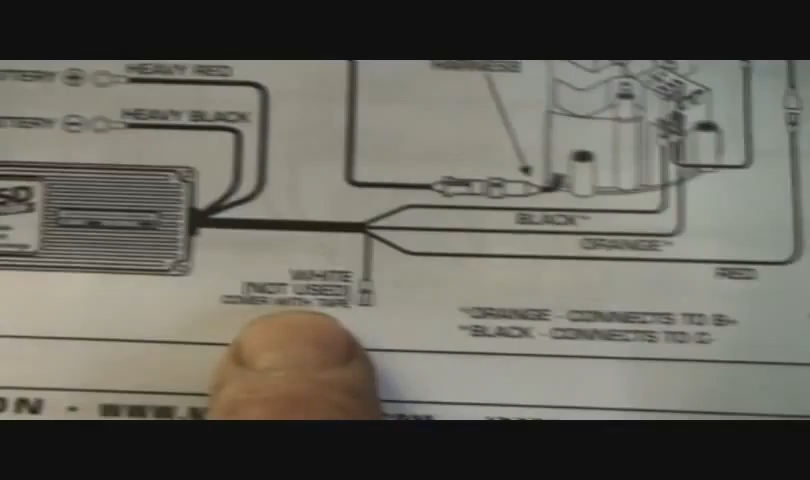 HARNESS
HEAVY RED
HEAVY BLACK
BLACK*
ORANGE*
RED
WHITE
(NOT USED)
COVER WITH TAPE
*ORANGE - CONNECTS TO B+
*BLACK - CONNECTS TO C-